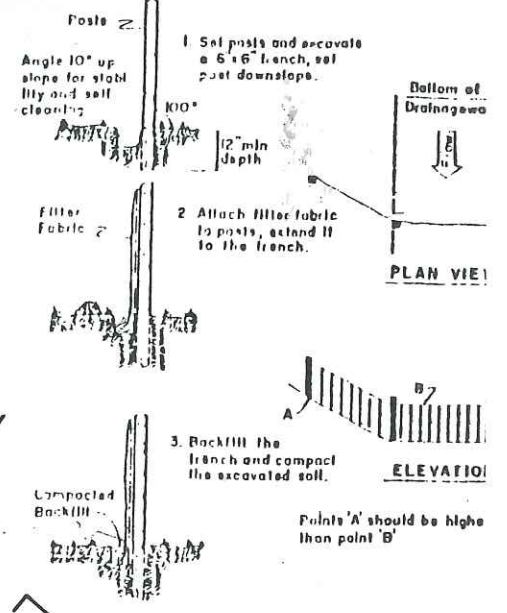 Posts
1. Set posts and excavate
a 6"x6" trench, set
post downslope.
Angle 10° up
slope for stabi
lity and self
cleaning
100°
12" min
depth
Bottom of
Drainagewa
Filter
Fabric
2 Attach filter fabric
to posts, extend it
to the trench.
PLAN VIE
B
A
3. Backfill the
trench and compact
the excavated soil.
ELEVATIO
Compacted
Backfill
Points 'A' should be highe
than point 'B'